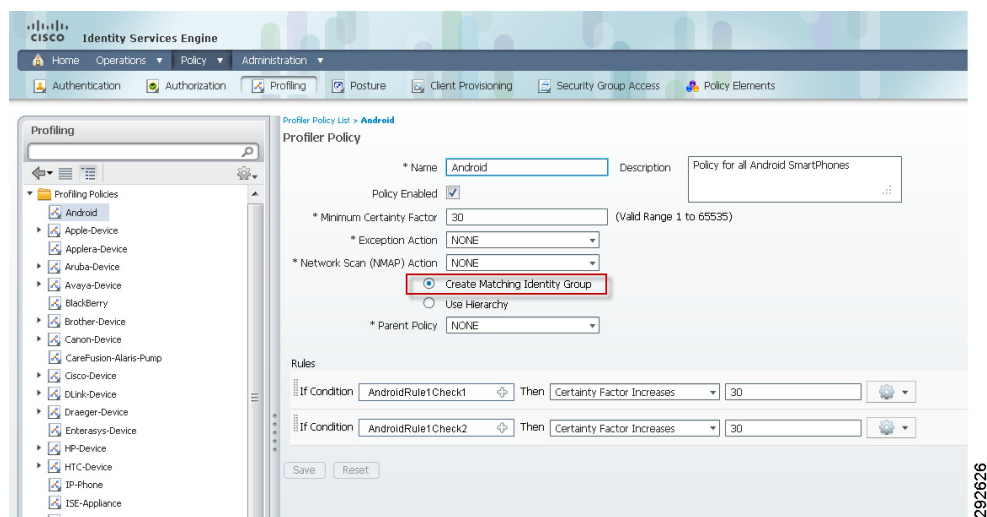 CISCO Identity Services Engine
Home Operations Policy Administration
Authentication Authorization Profiling Posture Client Provisioning Security Group Access Policy Elements
Profiling
Profiling Policies
Android
Apple-Device
Applera-Device
Aruba-Device
Avaya-Device
BlackBerry
Brother-Device
Canon-Device
CareFusion-Alaris-Pump
Cisco-Device
DLink-Device
Draeger-Device
Enterasys-Device
HP-Device
HTC-Device
IP-Phone
ISE-Appliance
Profiler Policy List > Android
Profiler Policy
* Name Android Description Policy for all Android SmartPhones
Policy Enabled
* Minimum Certainty Factor 30 (Valid Range 1 to 65535)
* Exception Action NONE
* Network Scan (NMAP) Action NONE
Create Matching Identity Group
Use Hierarchy
* Parent Policy NONE
Rules
If Condition AndroidRule1Check1 Then Certainty Factor Increases 30
If Condition AndroidRule1Check2 Then Certainty Factor Increases 30
Save Reset
292626